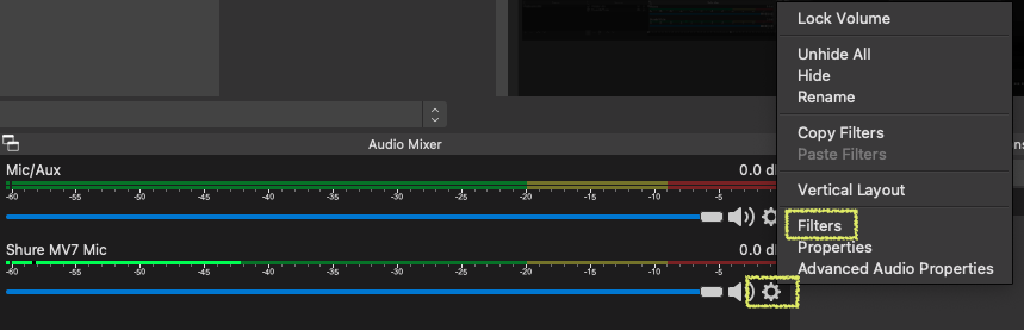 Lock Volume
Unhide All
Hide
Rename
Copy Filters
Paste Filters
Vertical Layout
Filters
Properties
Advanced Audio Properties
Audio Mixer
Mic/Aux
0.0
-60 -55 -50 -45 -40 -35 -30 -25 -20 -15 -10 -5
Shure MV7 Mic
0.0
-60 -55 -50 -45 -40 -35 -30 -25 -20 -15 -10 -5